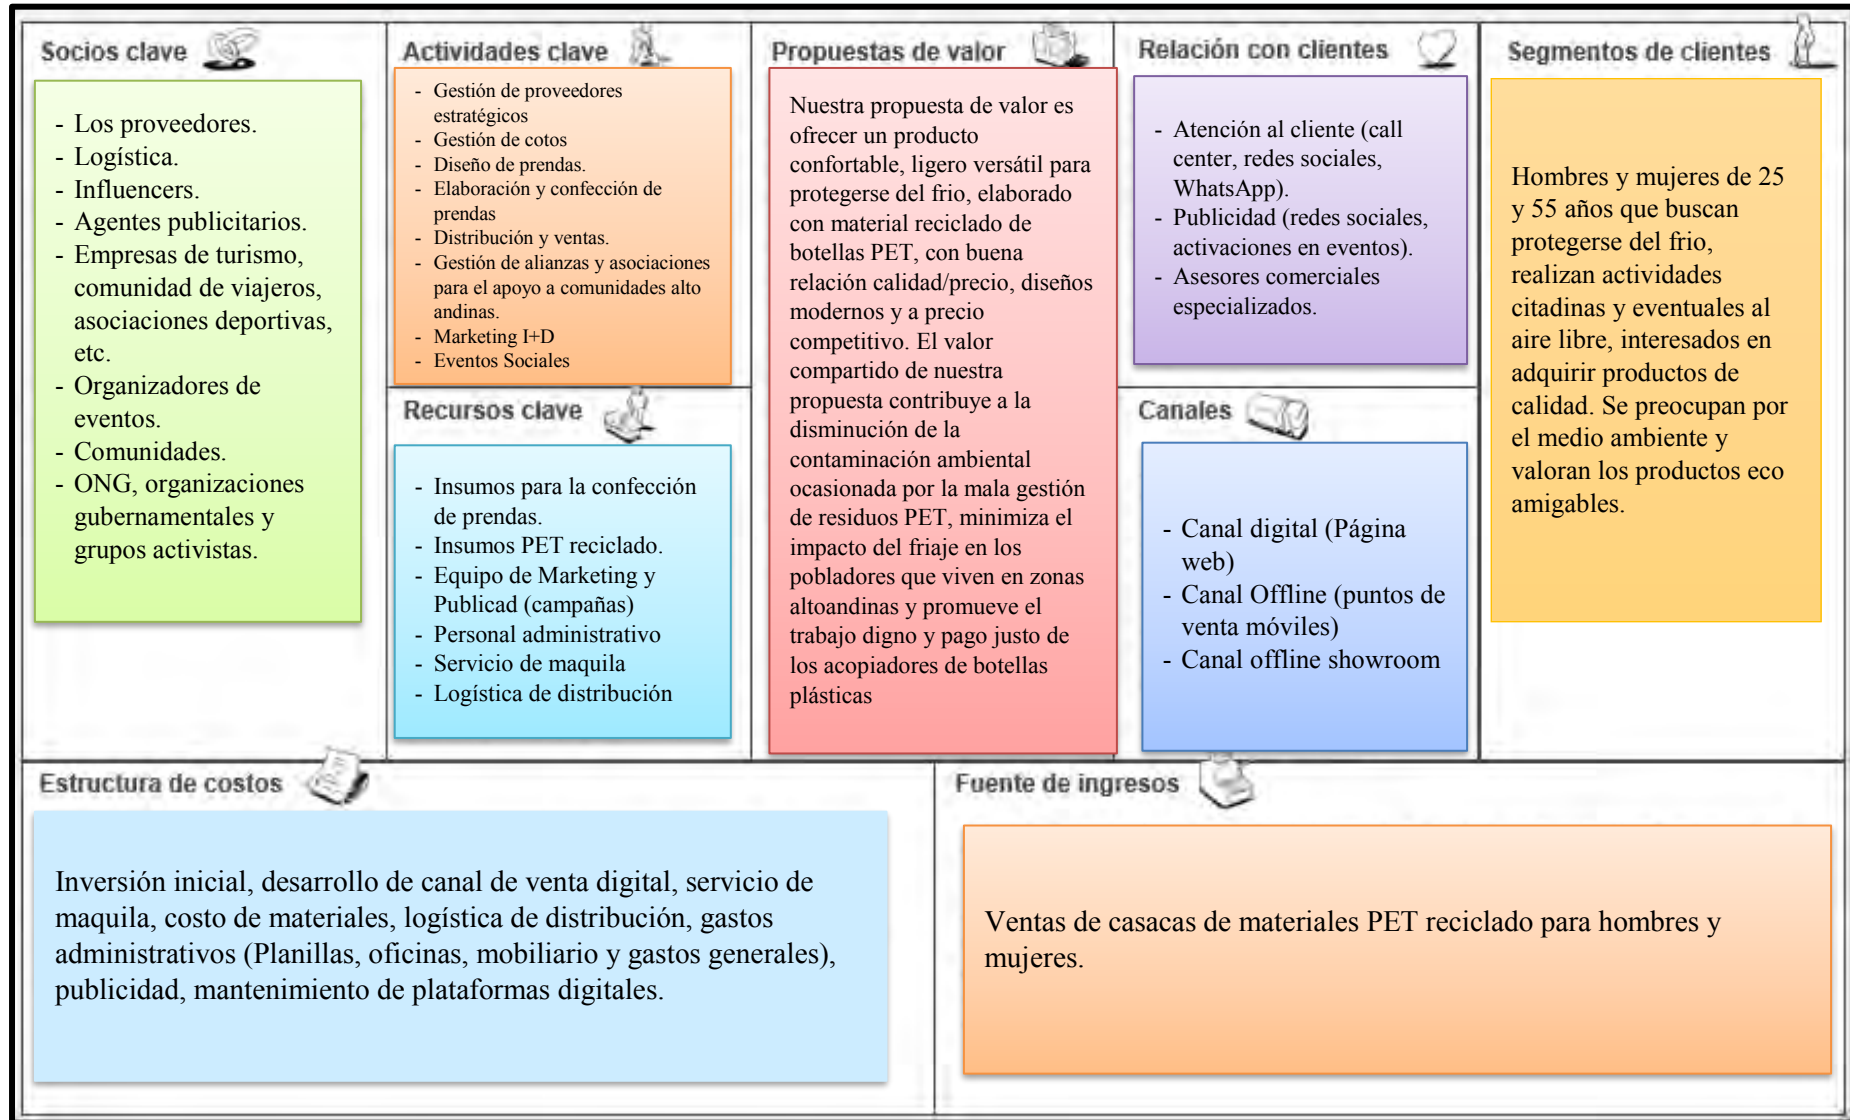 Socios clave
- Los proveedores.
- Logística.
- Influencers.
- Agentes publicitarios.
- Empresas de turismo,
comunidad de viajeros,
asociaciones deportivas,
etc.
- Organizadores de
eventos.
- Comunidades.
- ONG, organizaciones
gubernamentales y
grupos activistas.
Actividades clave
- Gestión de proveedores
estratégicos
- Gestión de cotos
- Diseño de prendas.
- Elaboración y confección de
prendas
- Distribución y ventas.
- Gestión de alianzas y asociaciones
para el apoyo a comunidades alto
andinas.
- Marketing I+D
- Eventos Sociales
Recursos clave
- Insumos para la confección
de prendas.
- Insumos PET reciclado.
- Equipo de Marketing y
Publicad (campañas)
- Personal administrativo
- Servicio de maquila
- Logística de distribución
Propuestas de valor
Nuestra propuesta de valor es
ofrecer un producto
confortable, ligero versátil para
protegerse del frio, elaborado
con material reciclado de
botellas PET, con buena
relación calidad/precio, diseños
modernos y a precio
competitivo. El valor
compartido de nuestra
propuesta contribuye a la
disminución de la
contaminación ambiental
ocasionada por la mala gestión
de residuos PET, minimiza el
impacto del friaje en los
pobladores que viven en zonas
altoandinas y promueve el
trabajo digno y pago justo de
los acopiadores de botellas
plásticas
Relación con clientes
- Atención al cliente (call
center, redes sociales,
WhatsApp).
- Publicidad (redes sociales,
activaciones en eventos).
- Asesores comerciales
especializados.
Canales
- Canal digital (Página
web)
- Canal Offline (puntos de
venta móviles)
- Canal offline showroom
Segmentos de clientes
Hombres y mujeres de 25
y 55 años que buscan
protegerse del frio,
realizan actividades
citadinas y eventuales al
aire libre, interesados en
adquirir productos de
calidad. Se preocupan por
el medio ambiente y
valoran los productos eco
amigables.
Estructura de costos
Inversión inicial, desarrollo de canal de venta digital, servicio de
maquila, costo de materiales, logística de distribución, gastos
administrativos (Planillas, oficinas, mobiliario y gastos generales),
publicidad, mantenimiento de plataformas digitales.
Fuente de ingresos
Ventas de casacas de materiales PET reciclado para hombres y
mujeres.